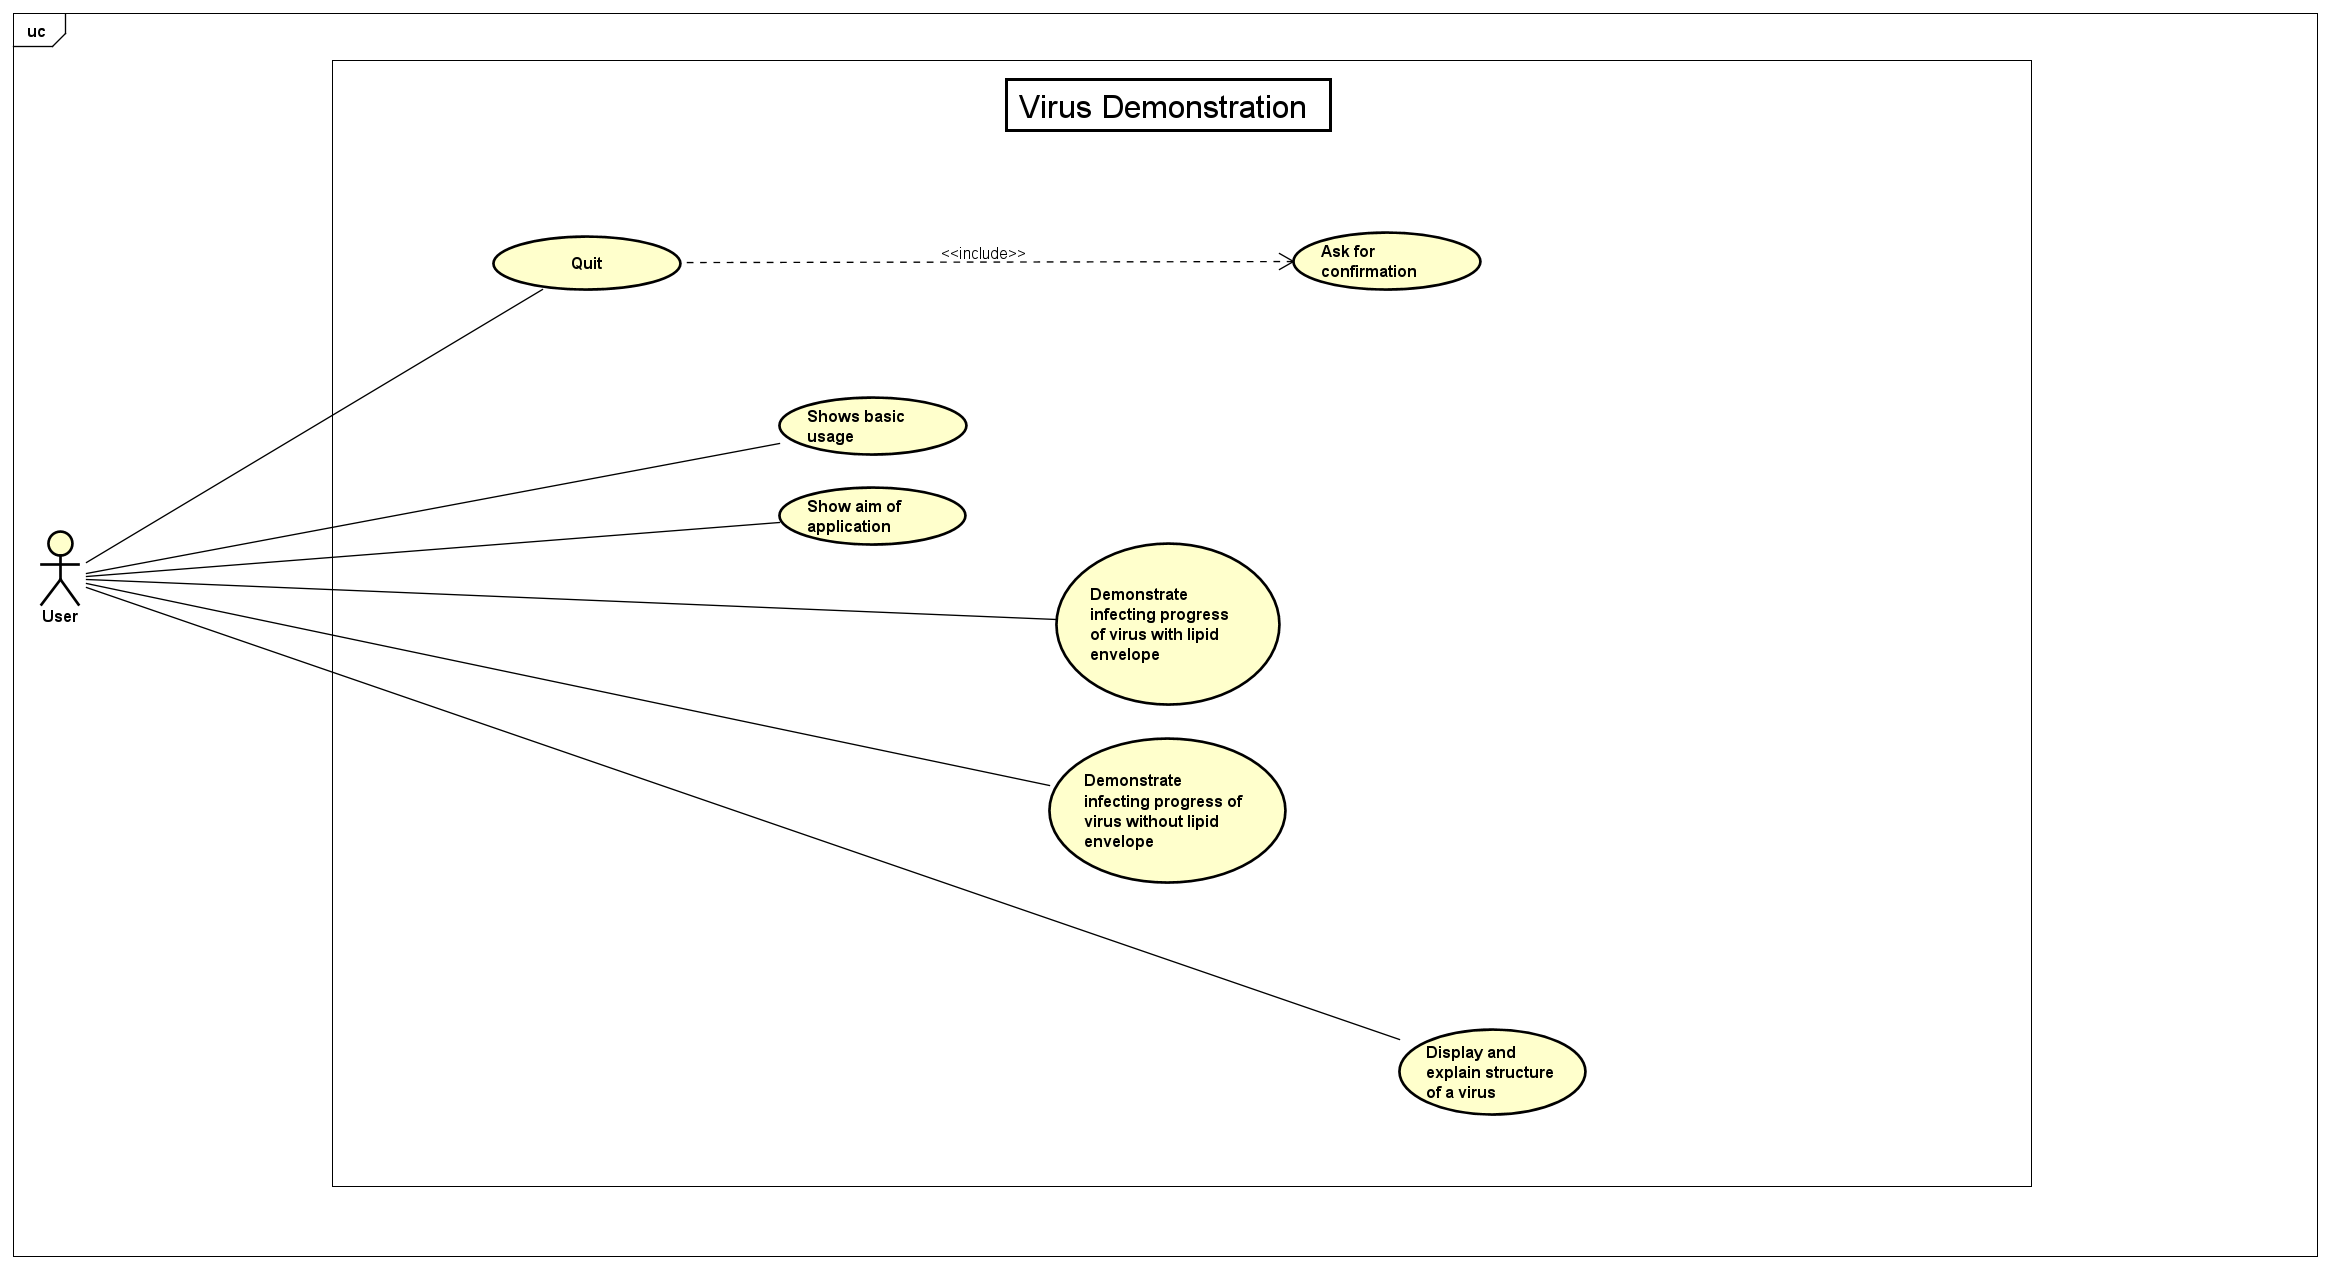 uc
Virus Demonstration
Quit
<<include>>
Ask for
confirmation
Shows basic
usage
Show aim of
application
User
Demonstrate
infecting progress
of virus with lipid
envelope
Demonstrate
infecting progress of
virus without lipid
envelope
Display and
explain structure
of a virus